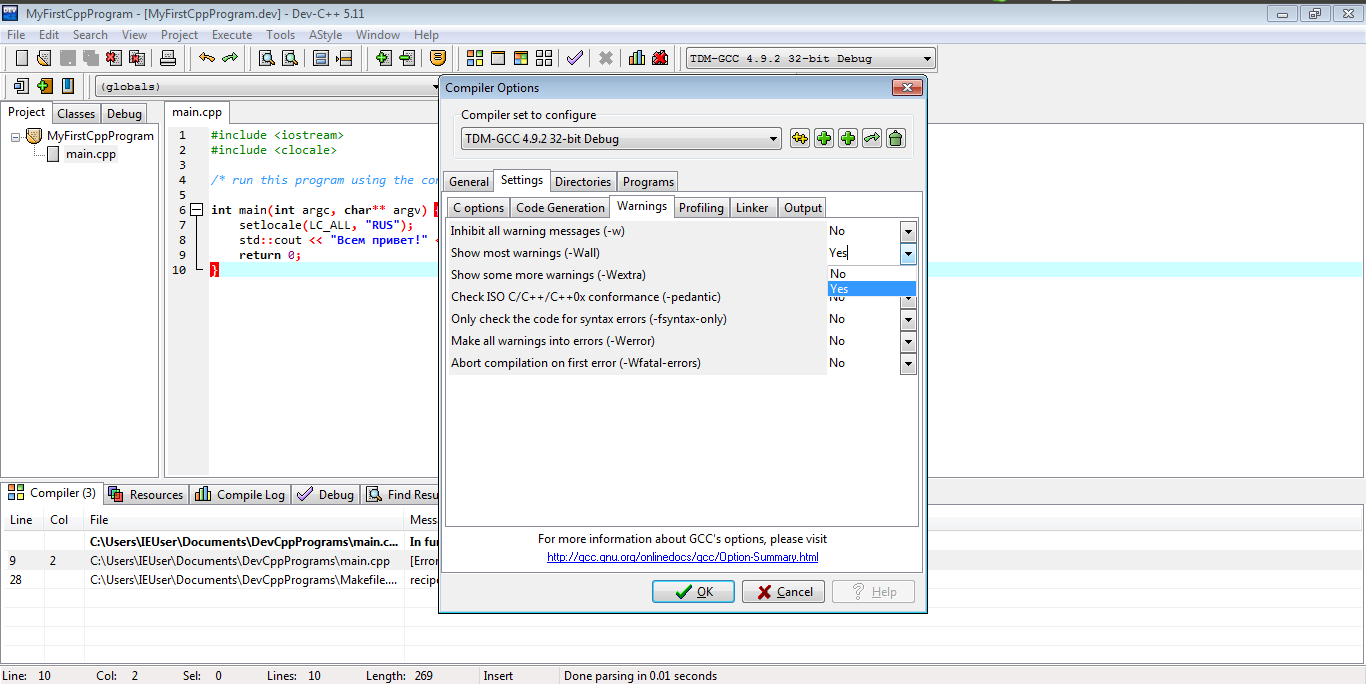 MyFirstCppProgram - [MyFirstCppProgram.dev] - Dev-C++ 5.11
File Edit Search View Project Execute Tools AStyle Window Help
TDM-GCC 4.9.2 32-bit Debug
(globals)
Project Classes Debug
MyFirstCppProgram
main.cpp
main.cpp
1 #include <iostream>
2 #include <clocale>
3
4 /* run this program using the con
5
6 int main(int argc, char** argv) {
7 setlocale(LC_ALL, "RUS");
8 std::cout << "Всем привет!" <
9 return 0;
10 }
Compiler Options
Compiler set to configure
TDM-GCC 4.9.2 32-bit Debug
General Settings Directories Programs
C options Code Generation Warnings Profiling Linker Output
Inhibit all warning messages (-w) No
Show most warnings (-Wall) Yes
No
Yes
Show some more warnings (-Wextra)
Check ISO C/C++/C++0x conformance (-pedantic) No
Only check the code for syntax errors (-fsyntax-only) No
Make all warnings into errors (-Werror) No
Abort compilation on first error (-Wfatal-errors) No
For more information about GCC's options, please visit
http://gcc.gnu.org/onlinedocs/gcc/Option-Summary.html
OK Cancel ? Help
Compiler (3) Resources Compile Log Debug Find Resu
Line Col File Mess
C:\Users\IEUser\Documents\DevCppPrograms\main.c... In fun
9 2 C:\Users\IEUser\Documents\DevCppPrograms\main.cpp [Erro
28 C:\Users\IEUser\Documents\DevCppPrograms\Makefile.... recipe
Line: 10 Col: 2 Sel: 0 Lines: 10 Length: 269 Insert Done parsing in 0.01 seconds